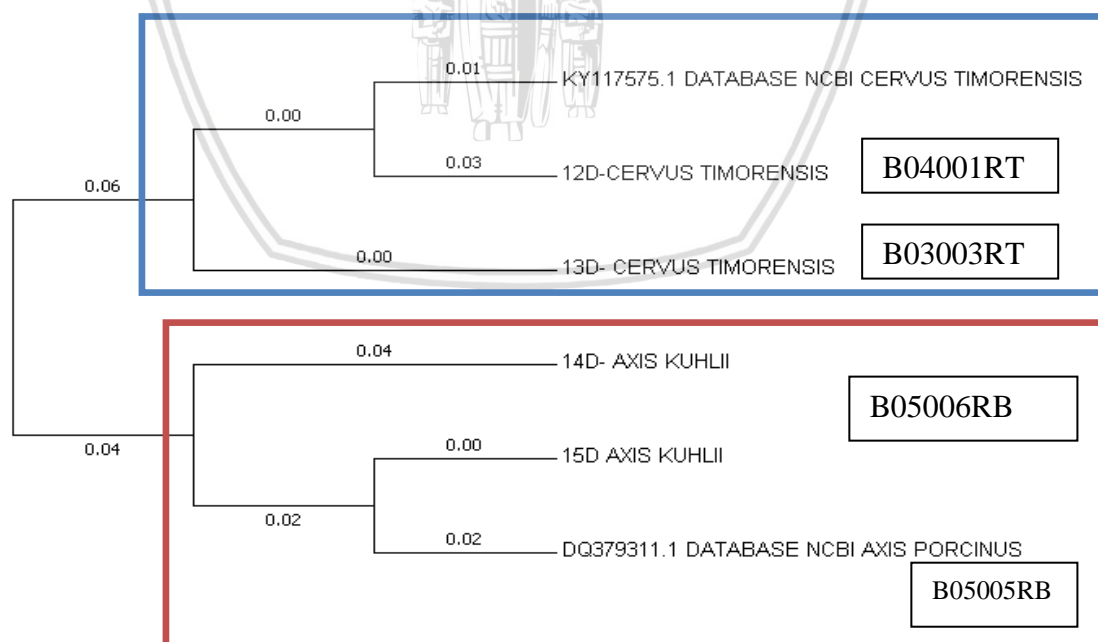 0.01
KY117575.1 DATABASE NCBI CERVUS TIMORENSIS
0.00
0.03
12D-CERVUS TIMORENSIS
B04001RT
0.06
0.00
13D- CERVUS TIMORENSIS
B03003RT
0.04
14D- AXIS KUHLII
B05006RB
0.04
0.00
15D AXIS KUHLII
0.02
0.02
DQ379311.1 DATABASE NCBI AXIS PORCINUS
B05005RB